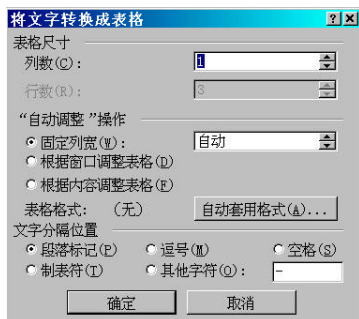 将文字转换成表格
表格尺寸
列数(C): 1
行数(R): 3
“自动调整”操作
固定列宽(W): 自动
根据窗口调整表格(D)
根据内容调整表格(F)
表格格式: (无) 自动套用格式(A)...
文字分隔位置
段落标记(P) 逗号(M) 空格(S)
制表符(T) 其他字符(O): -
确定 取消